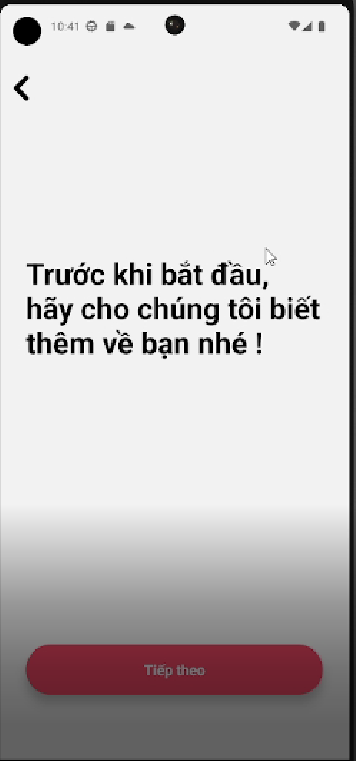 10:41
Trước khi bắt đầu,
hãy cho chúng tôi biết
thêm về bạn nhé !
Tiếp theo